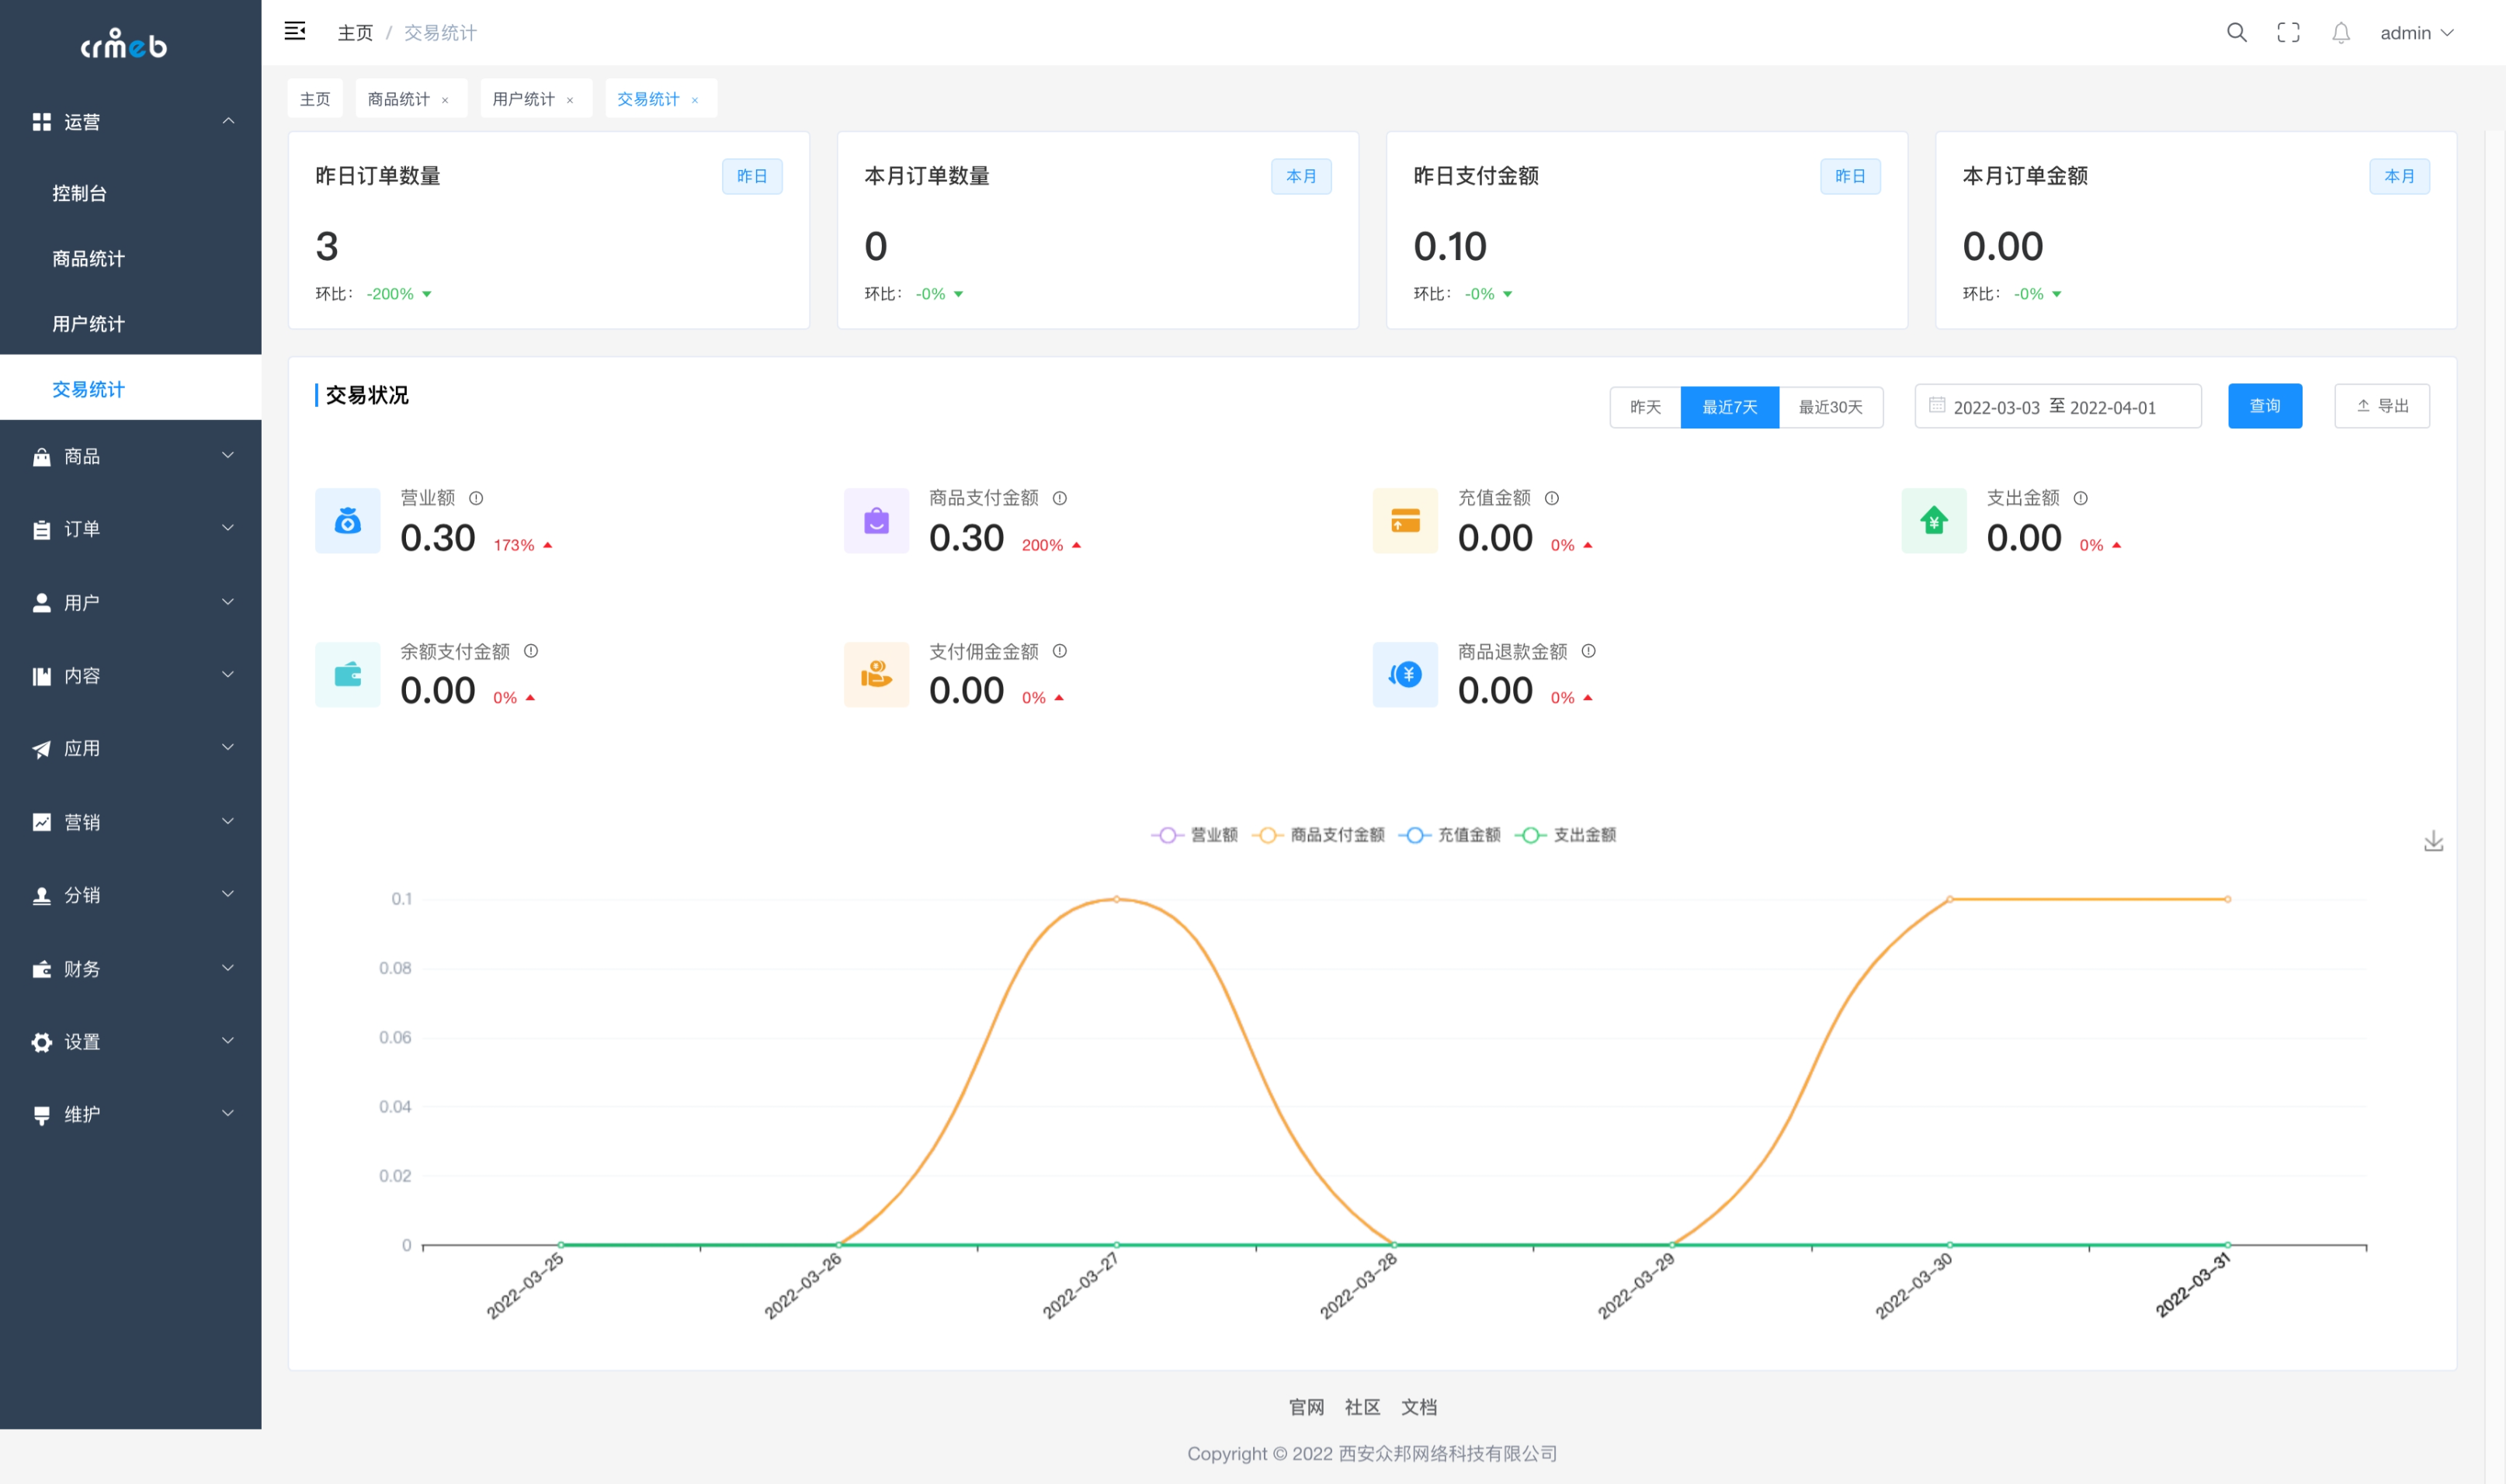 crmeb
主页 / 交易统计
admin
主页
商品统计 ×
用户统计 ×
交易统计 ×
运营
控制台
商品统计
用户统计
交易统计
商品
订单
用户
内容
应用
营销
分销
财务
设置
维护
昨日订单数量 昨日
3
环比： -200%
本月订单数量 本月
0
环比： -0%
昨日支付金额 昨日
0.10
环比： -0%
本月订单金额 本月
0.00
环比： -0%
交易状况
昨天 最近7天 最近30天
2022-03-03 至 2022-04-01
查询
导出
营业额
0.30 173%
商品支付金额
0.30 200%
充值金额
0.00 0%
支出金额
0.00 0%
余额支付金额
0.00 0%
支付佣金金额
0.00 0%
商品退款金额
0.00 0%
营业额 商品支付金额 充值金额 支出金额
0.1
0.08
0.06
0.04
0.02
0
2022-03-25
2022-03-26
2022-03-27
2022-03-28
2022-03-29
2022-03-30
2022-03-31
官网 社区 文档
Copyright © 2022 西安众邦网络科技有限公司